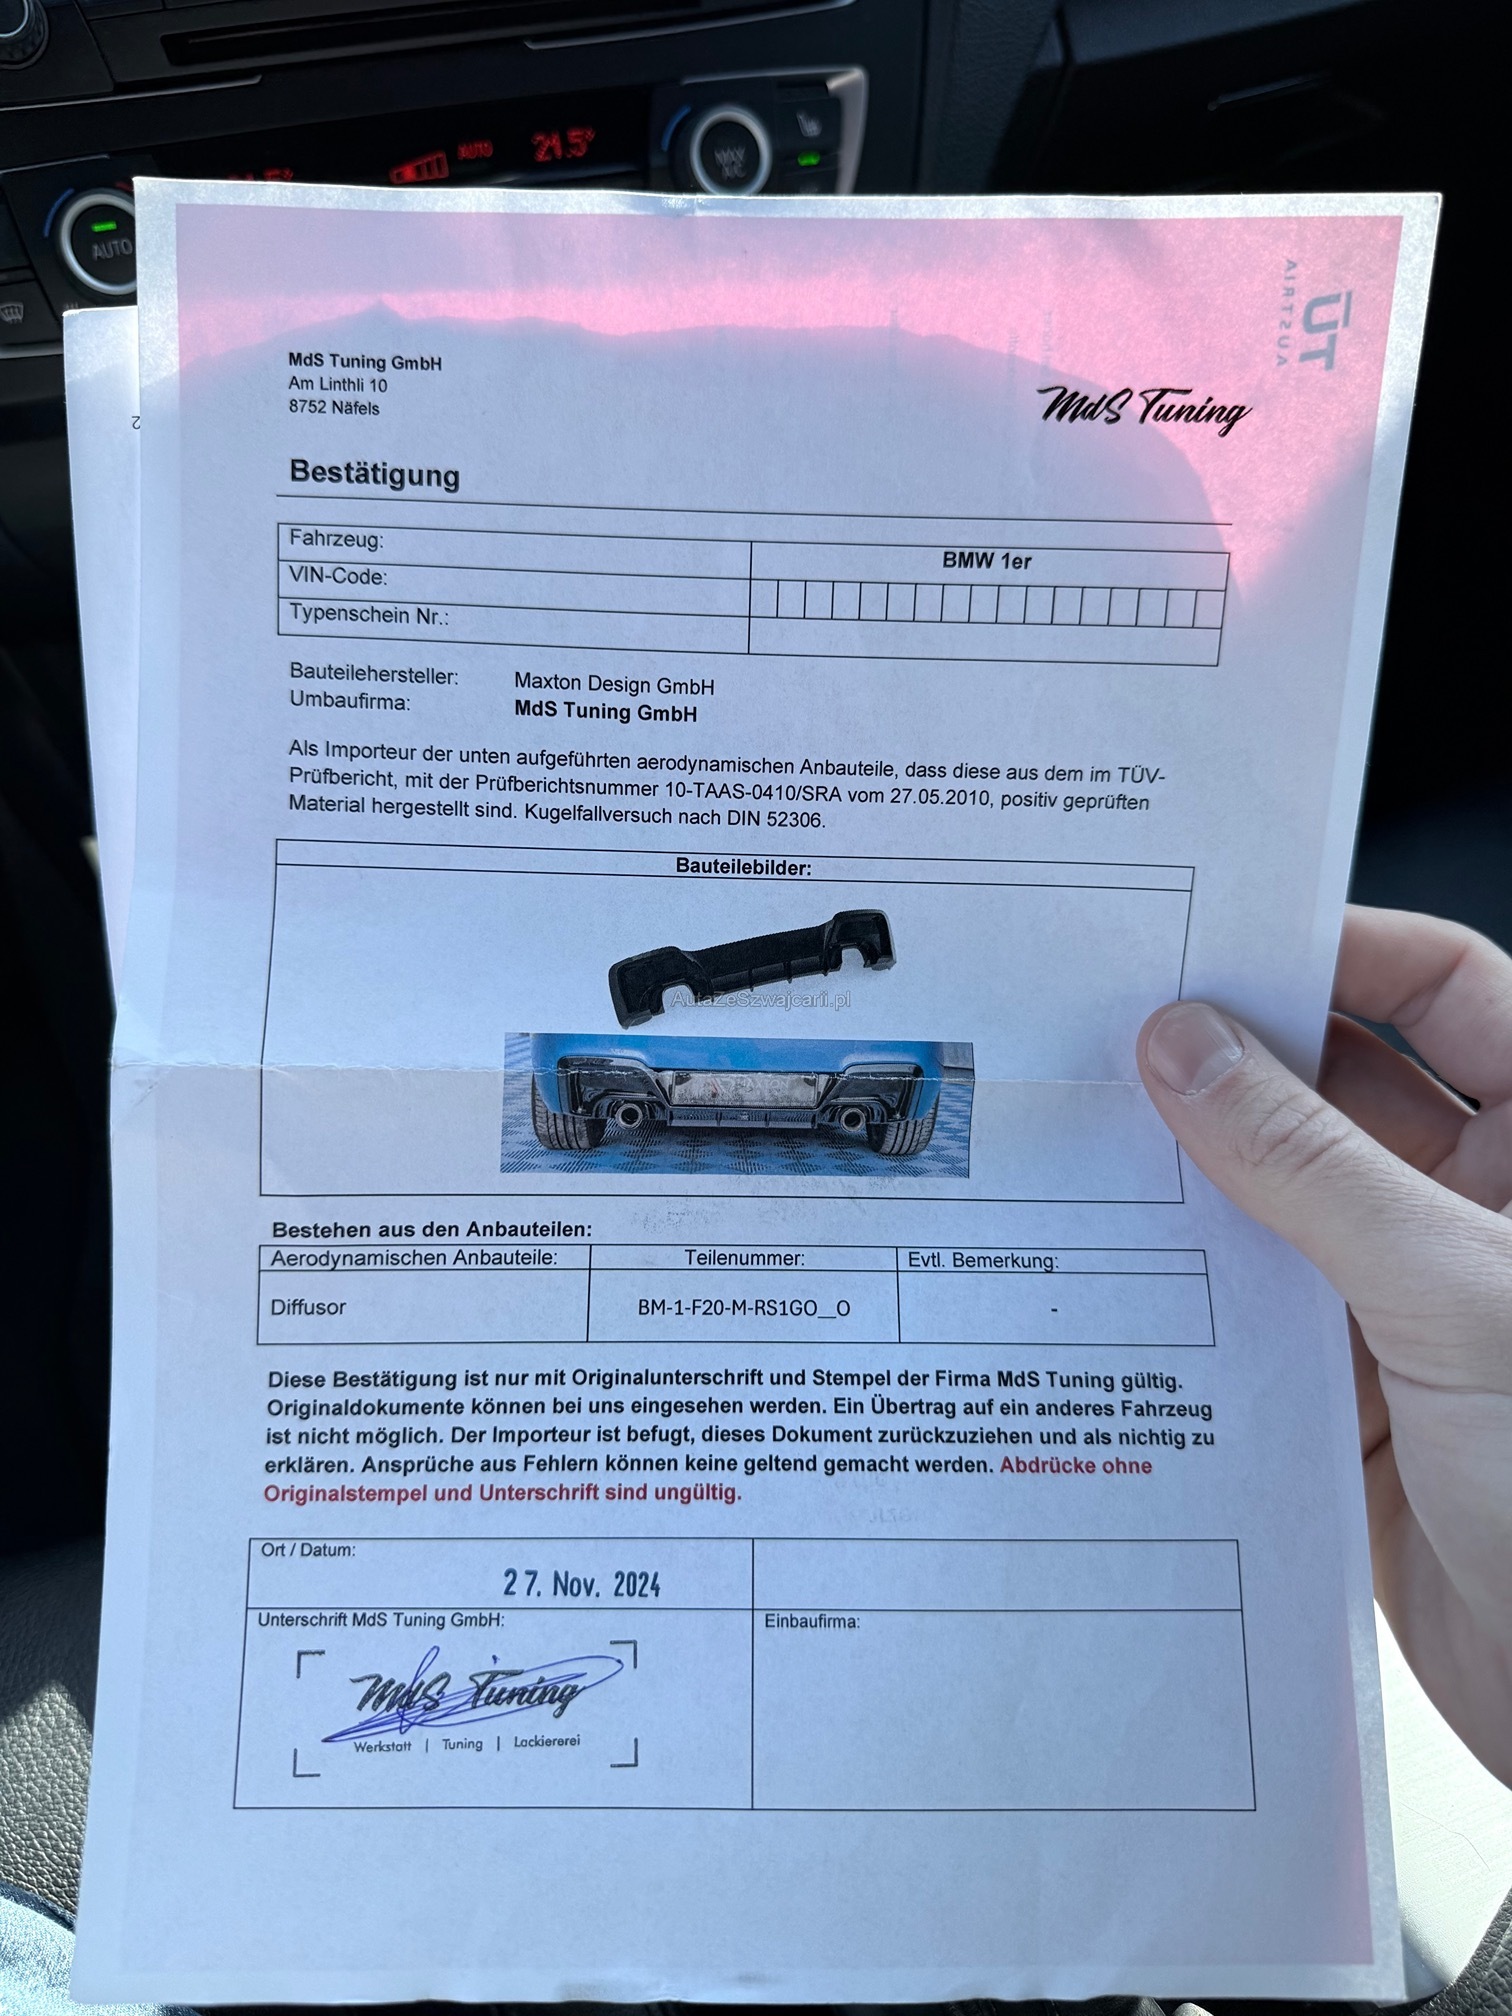 AUTO 21.5°
MAX
A/C
AUTO
AUSTRIA
TÜ
2
MdS Tuning GmbH
Am Linthli 10
8752 Näfels
MdS Tuning
Bestätigung
Fahrzeug:
BMW 1er
VIN-Code:
Typenschein Nr.:
Bauteilehersteller: Maxton Design GmbH
Umbaufirma: MdS Tuning GmbH
Als Importeur der unten aufgeführten aerodynamischen Anbauteile, dass diese aus dem im TÜV-
Prüfbericht, mit der Prüfberichtsnummer 10-TAAS-0410/SRA vom 27.05.2010, positiv geprüften
Material hergestellt sind. Kugelfallversuch nach DIN 52306.
Bauteilebilder:
AutaZeSzwajcarii.pl
Bestehen aus den Anbauteilen:
Aerodynamischen Anbauteile: Teilenummer: Evtl. Bemerkung:
Diffusor BM-1-F20-M-RS1GO__O -
Diese Bestätigung ist nur mit Originalunterschrift und Stempel der Firma MdS Tuning gültig.
Originaldokumente können bei uns eingesehen werden. Ein Übertrag auf ein anderes Fahrzeug
ist nicht möglich. Der Importeur ist befugt, dieses Dokument zurückzuziehen und als nichtig zu
erklären. Ansprüche aus Fehlern können keine geltend gemacht werden. Abdrücke ohne
Originalstempel und Unterschrift sind ungültig.
Ort / Datum:
27. Nov. 2024
Unterschrift MdS Tuning GmbH: Einbaufirma:
MdS Tuning
Werkstatt | Tuning | Lackiererei